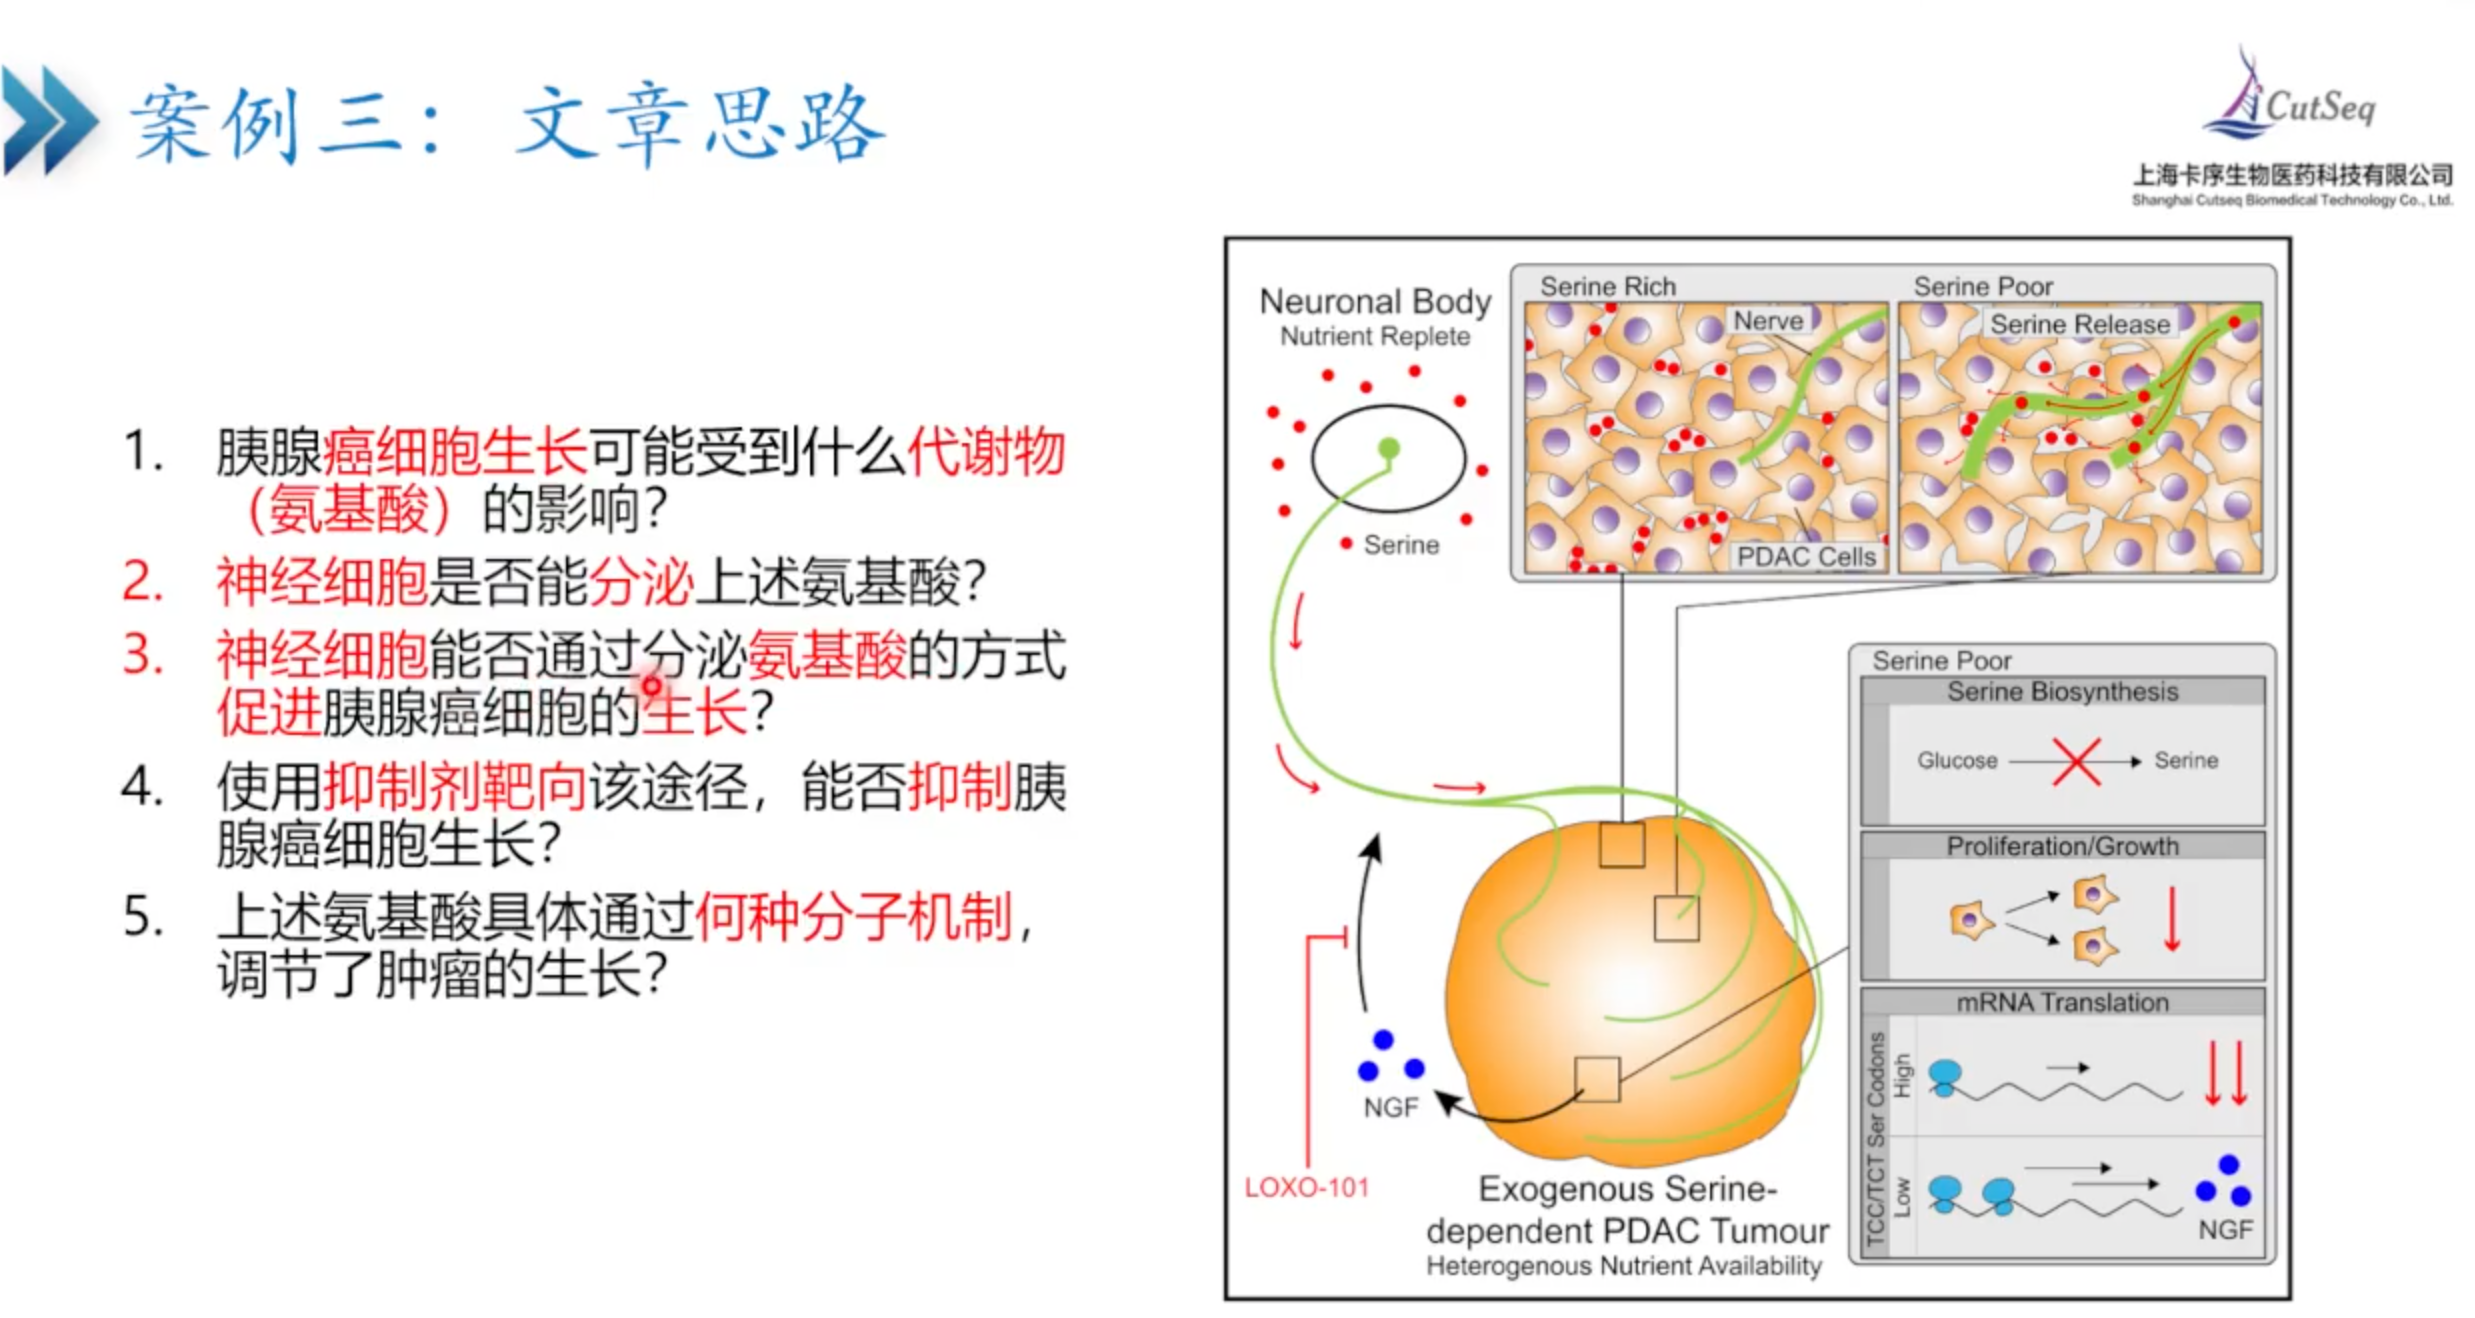 案例三：文章思路
CutSeq
上海卡序生物医药科技有限公司
Shanghai Cutseq Biomedical Technology Co., Ltd.
1. 胰腺癌细胞生长可能受到什么代谢物
（氨基酸）的影响？
2. 神经细胞是否能分泌上述氨基酸？
3. 神经细胞能否通过分泌氨基酸的方式
促进胰腺癌细胞的生长？
4. 使用抑制剂靶向该途径，能否抑制胰
腺癌细胞生长？
5. 上述氨基酸具体通过何种分子机制，
调节了肿瘤的生长？
Neuronal Body
Nutrient Replete
Serine
Serine Rich
Nerve
PDAC Cells
Serine Poor
Serine Release
Serine Poor
Serine Biosynthesis
Glucose
Serine
Proliferation/Growth
mRNA Translation
TCC/TCT Ser Codons
High
Low
NGF
NGF
LOXO-101
Exogenous Serine-
dependent PDAC Tumour
Heterogenous Nutrient Availability